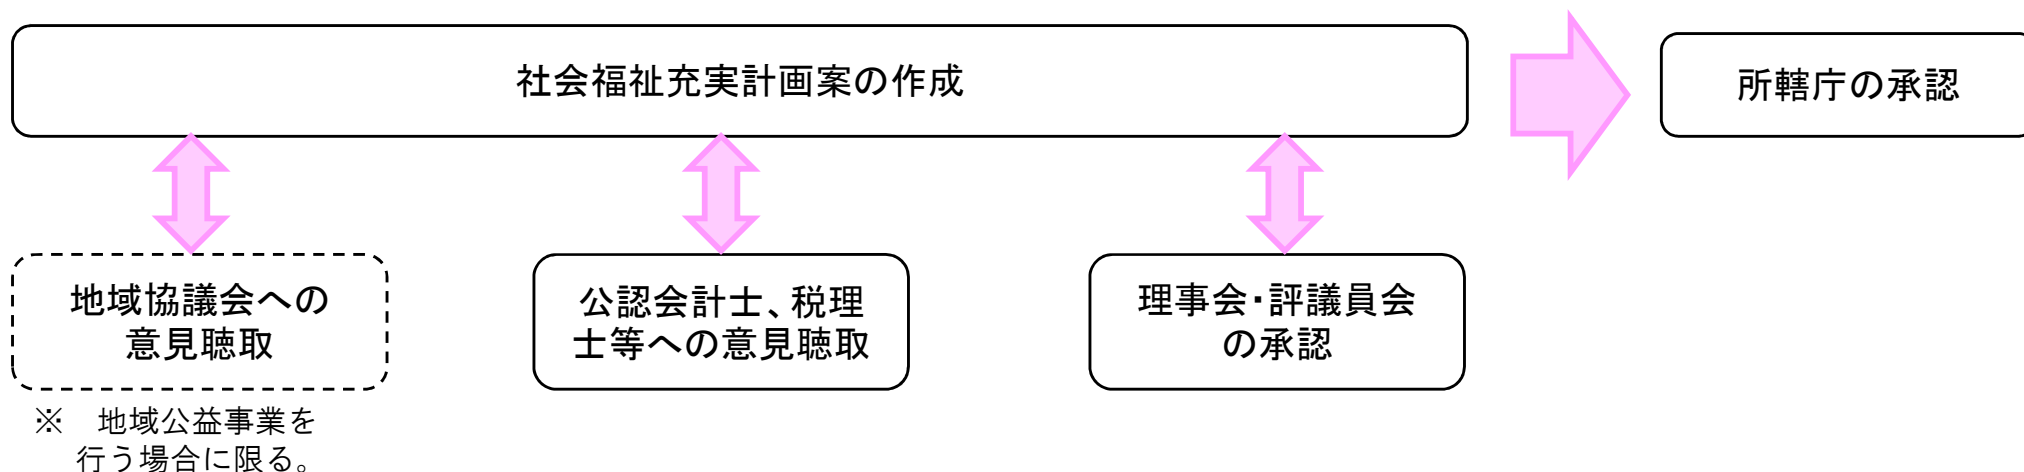 社会福祉充実計画案の作成
所轄庁の承認
地域協議会への
意見聴取
公認会計士、税理
士等への意見聴取
理事会・評議員会
の承認
※　地域公益事業を
行う場合に限る。